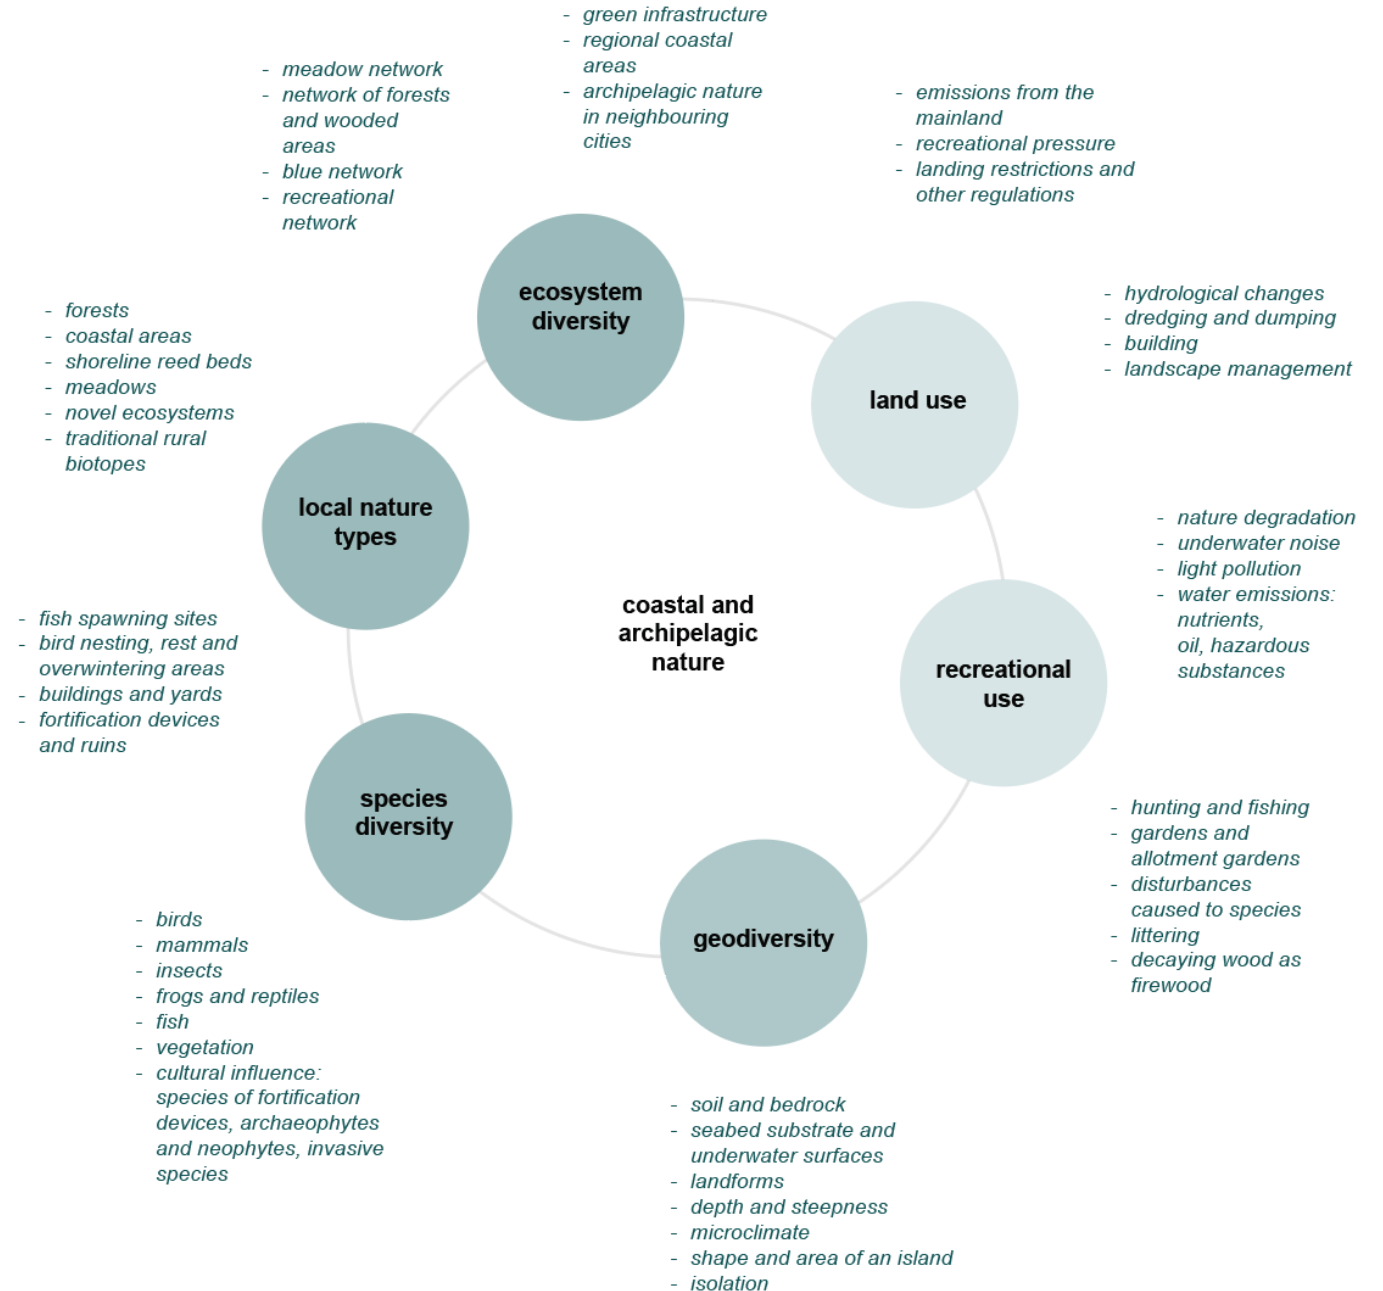 - green infrastructure
- regional coastal
areas
- archipelagic nature
in neighbouring
cities
- meadow network
- network of forests
and wooded
areas
- blue network
- recreational
network
- emissions from the
mainland
- recreational pressure
- landing restrictions and
other regulations
ecosystem
diversity
- hydrological changes
- dredging and dumping
- building
- landscape management
- forests
- coastal areas
- shoreline reed beds
- meadows
- novel ecosystems
- traditional rural
biotopes
land use
local nature
types
- nature degradation
- underwater noise
- light pollution
- water emissions:
nutrients,
oil, hazardous
substances
coastal and
archipelagic
nature
- fish spawning sites
- bird nesting, rest and
overwintering areas
- buildings and yards
- fortification devices
and ruins
recreational
use
species
diversity
- hunting and fishing
- gardens and
allotment gardens
- disturbances
caused to species
- littering
- decaying wood as
firewood
geodiversity
- birds
- mammals
- insects
- frogs and reptiles
- fish
- vegetation
- cultural influence:
species of fortification
devices, archaeophytes
and neophytes, invasive
species
- soil and bedrock
- seabed substrate and
underwater surfaces
- landforms
- depth and steepness
- microclimate
- shape and area of an island
- isolation